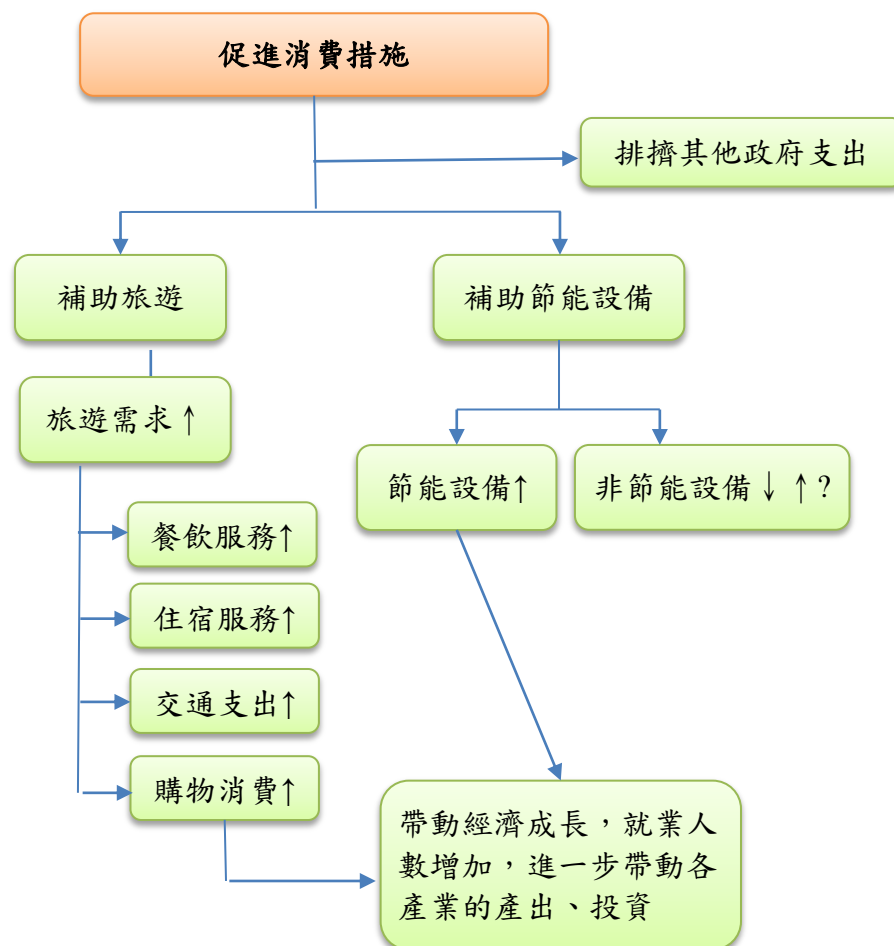 促進消費措施
排擠其他政府支出
補助旅遊
補助節能設備
旅遊需求↑
節能設備↑
非節能設備↓↑?
餐飲服務↑
住宿服務↑
交通支出↑
購物消費↑
帶動經濟成長，就業人
數增加，進一步帶動各
產業的產出、投資